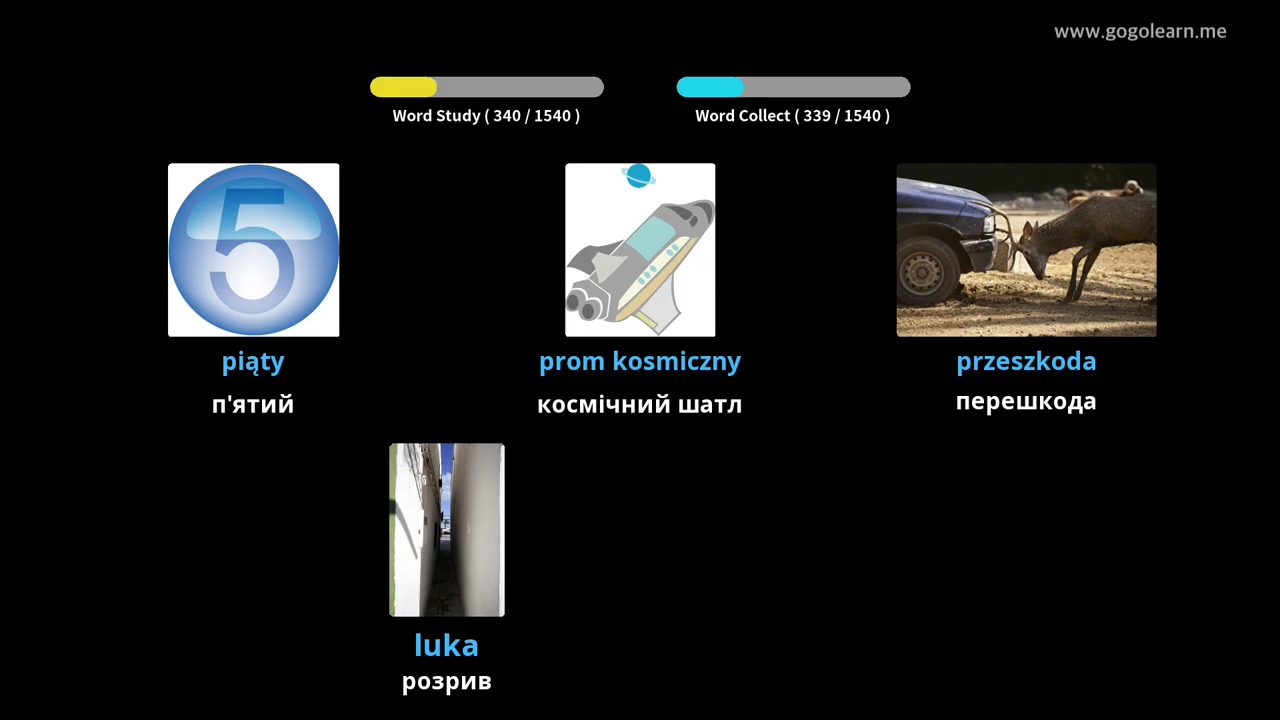 www.gogolearn.me
Word Study ( 340 / 1540 )
Word Collect ( 339 / 1540 )
5
piąty
prom kosmiczny
przeszkoda
п'ятий
космічний шатл
перешкода
luka
розрив